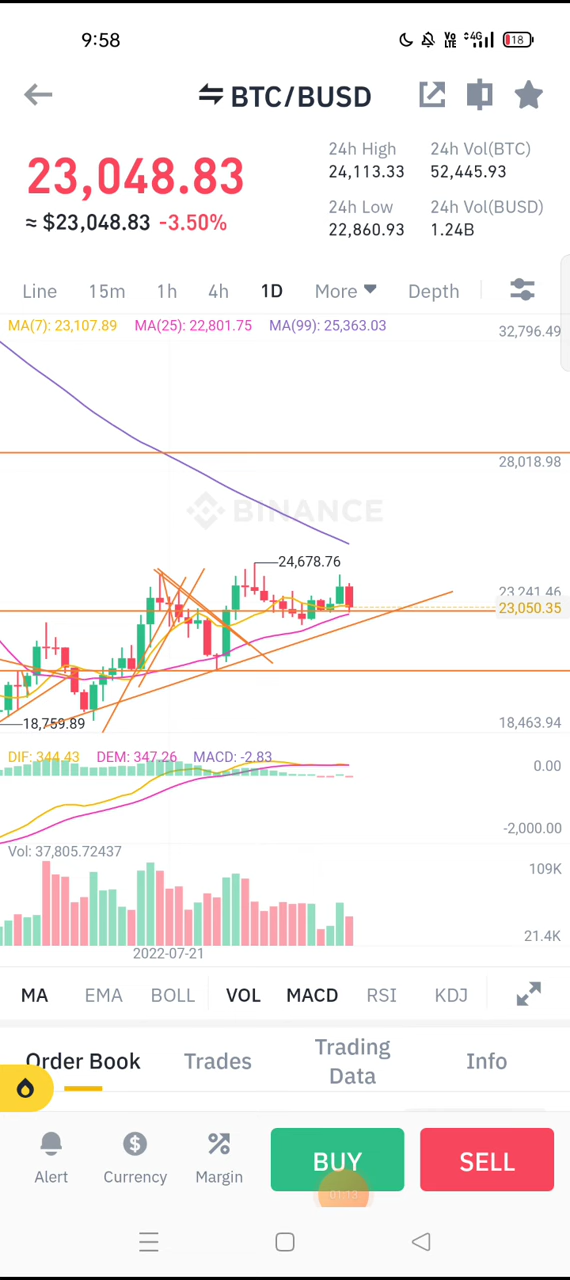 9:58
VO LTE 4G 18
BTC/BUSD
23,048.83
≈ $23,048.83 -3.50%
24h High
24,113.33
24h Vol(BTC)
52,445.93
24h Low
22,860.93
24h Vol(BUSD)
1.24B
Line 15m 1h 4h 1D More Depth
MA(7): 23,107.89 MA(25): 22,801.75 MA(99): 25,363.03
32,796.49
28,018.98
BINANCE
24,678.76
23,241.46
23,050.35
18,759.89
18,463.94
DIF: 344.43 DEM: 347.26 MACD: -2.83
0.00
-2,000.00
Vol: 37,805.72437
109K
21.4K
2022-07-21
MA EMA BOLL VOL MACD RSI KDJ
Order Book Trades Trading Data Info
Alert Currency Margin BUY SELL
01:13